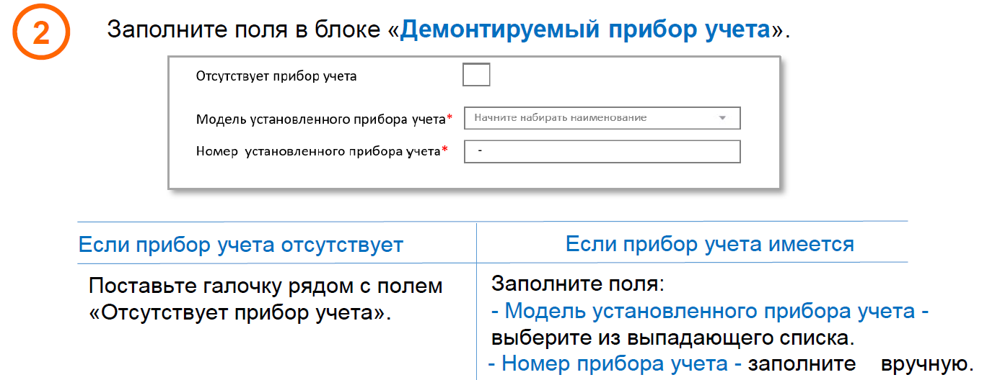 2
Заполните поля в блоке «Демонтируемый прибор учета».
Отсутствует прибор учета
Модель установленного прибора учета* Начните набирать наименование
Номер установленного прибора учета* -
Если прибор учета отсутствует
Поставьте галочку рядом с полем
«Отсутствует прибор учета».
Если прибор учета имеется
Заполните поля:
- Модель установленного прибора учета -
выберите из выпадающего списка.
- Номер прибора учета - заполните вручную.